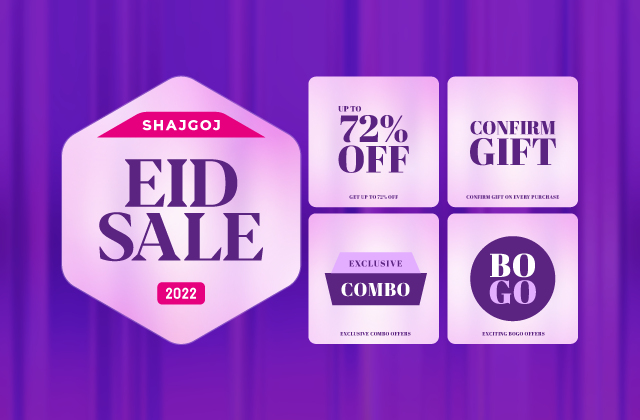 SHAJGOJ
EID
SALE
2022
UP TO
72%
OFF
GET UP TO 72% OFF
CONFIRM
GIFT
CONFIRM GIFT ON EVERY PURCHASE
EXCLUSIVE
COMBO
EXCLUSIVE COMBO OFFERS
BO
GO
EXCITING BOGO OFFERS